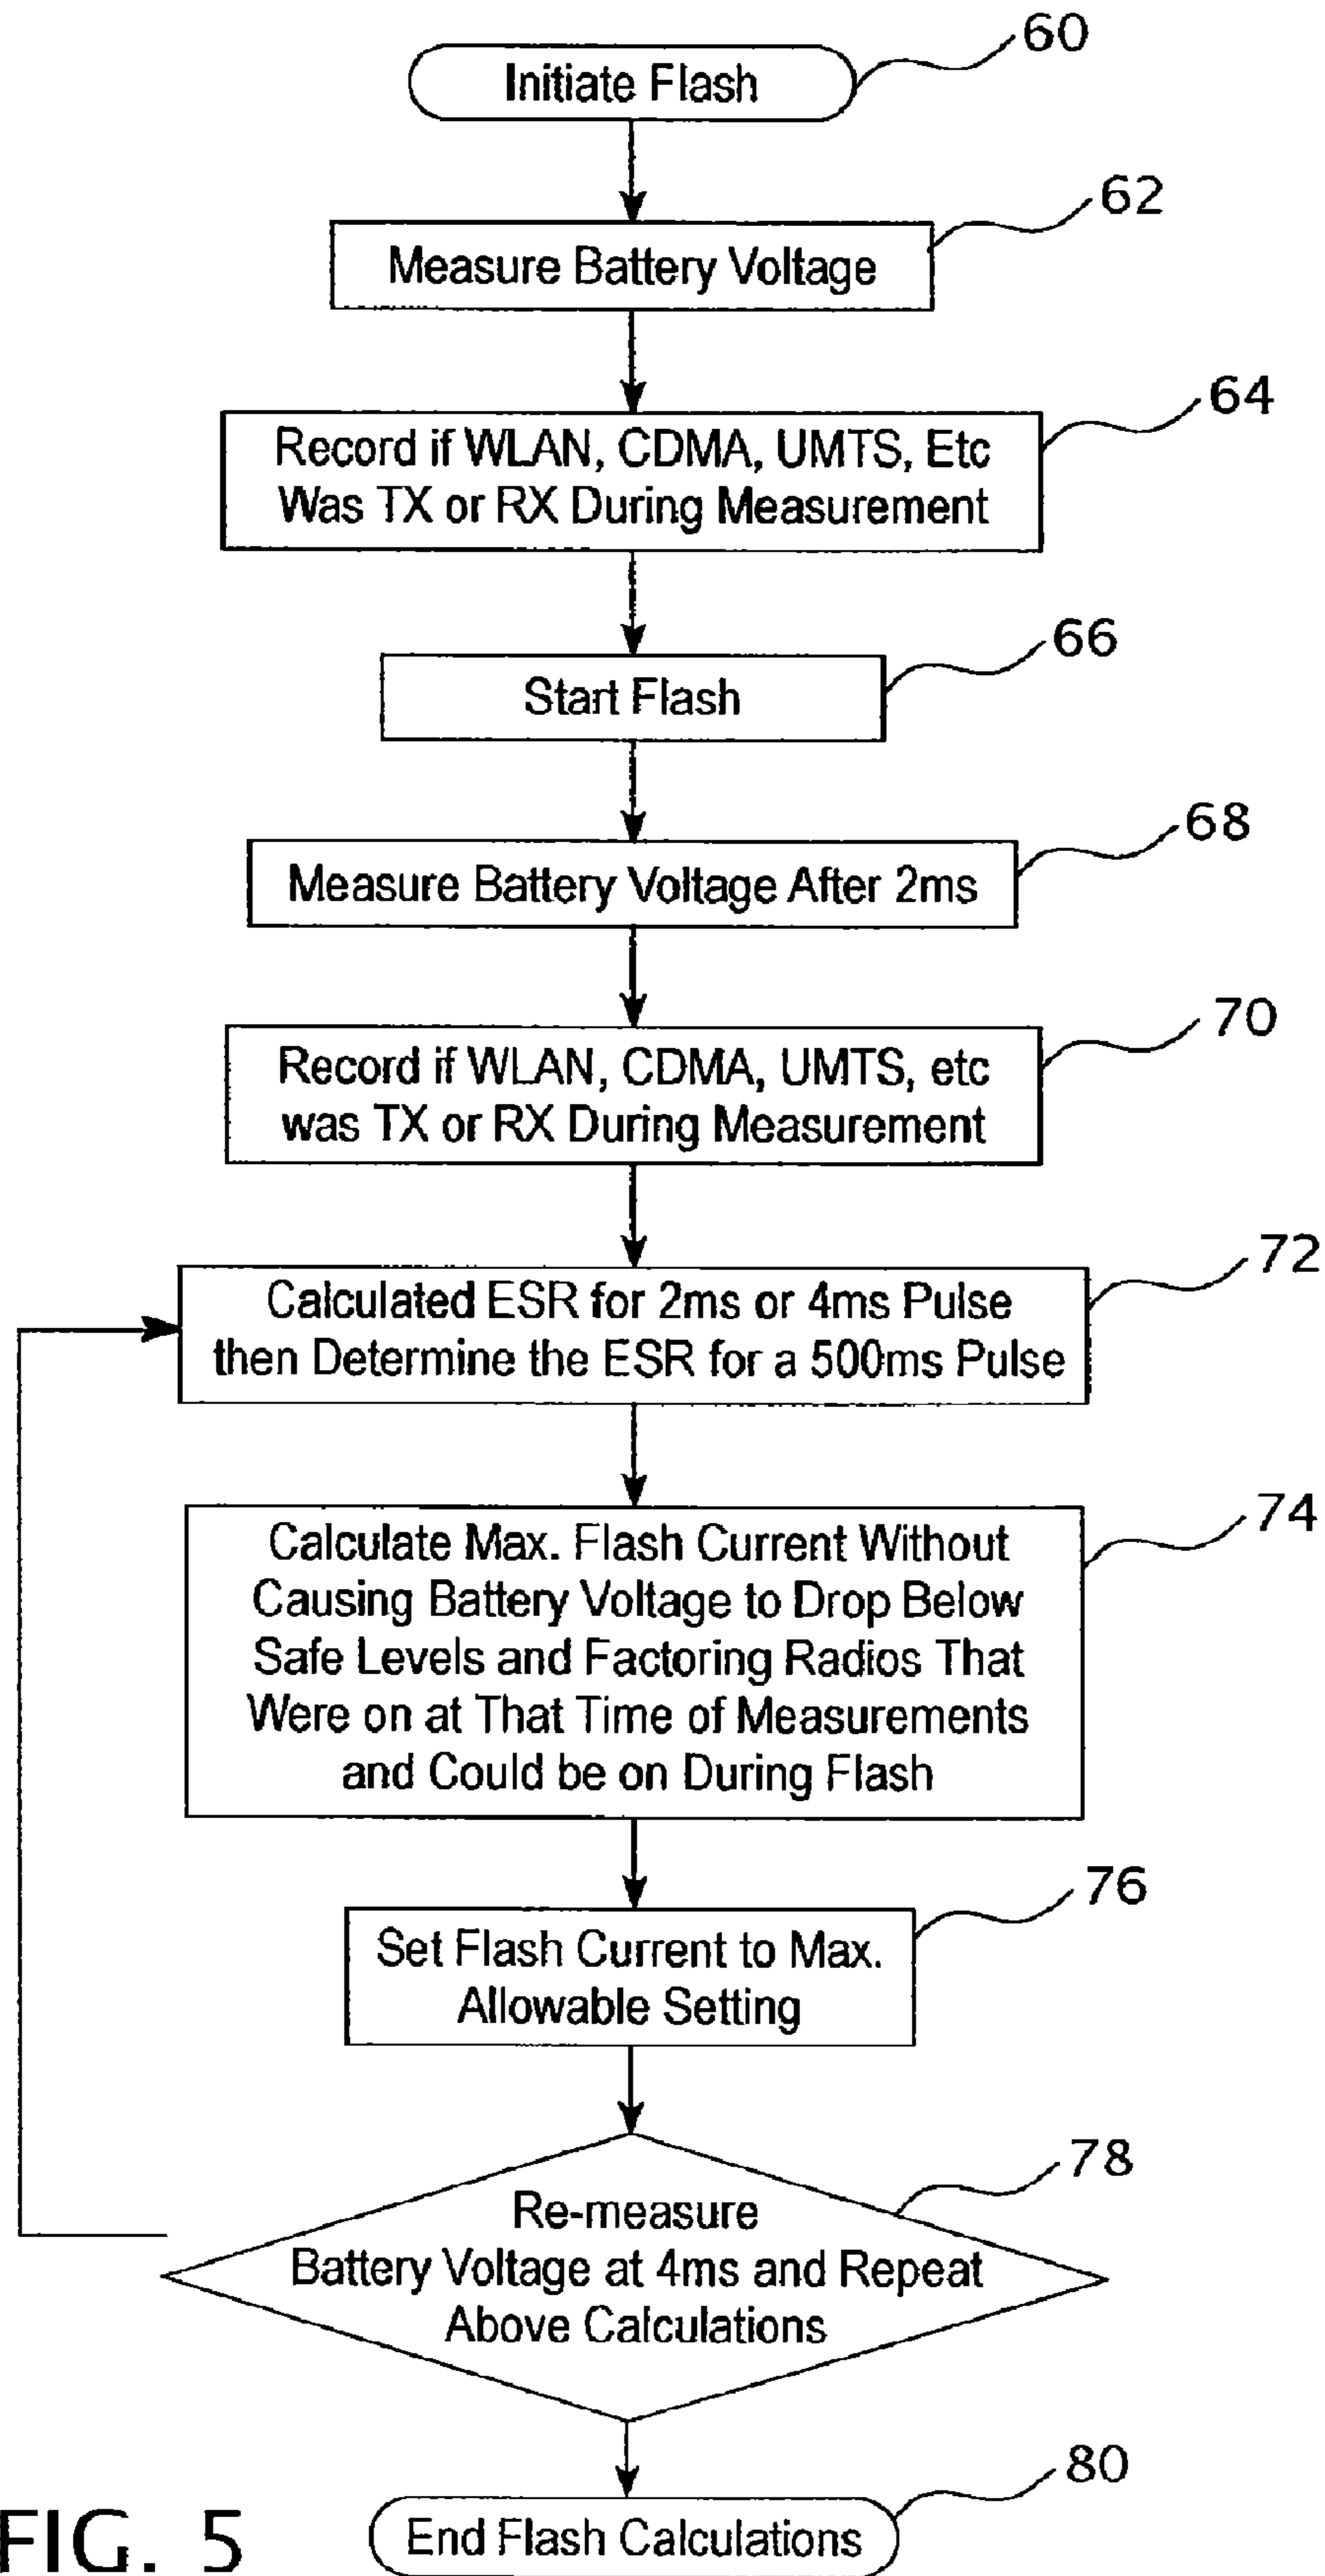 60
Initiate Flash
62
Measure Battery Voltage
64
Record if WLAN, CDMA, UMTS, Etc
Was TX or RX During Measurement
66
Start Flash
68
Measure Battery Voltage After 2ms
70
Record if WLAN, CDMA, UMTS, etc
was TX or RX During Measurement
72
Calculated ESR for 2ms or 4ms Pulse
then Determine the ESR for a 500ms Pulse
74
Calculate Max. Flash Current Without
Causing Battery Voltage to Drop Below
Safe Levels and Factoring Radios That
Were on at That Time of Measurements
and Could be on During Flash
76
Set Flash Current to Max.
Allowable Setting
78
Re-measure
Battery Voltage at 4ms and Repeat
Above Calculations
80
End Flash Calculations
FIG. 5